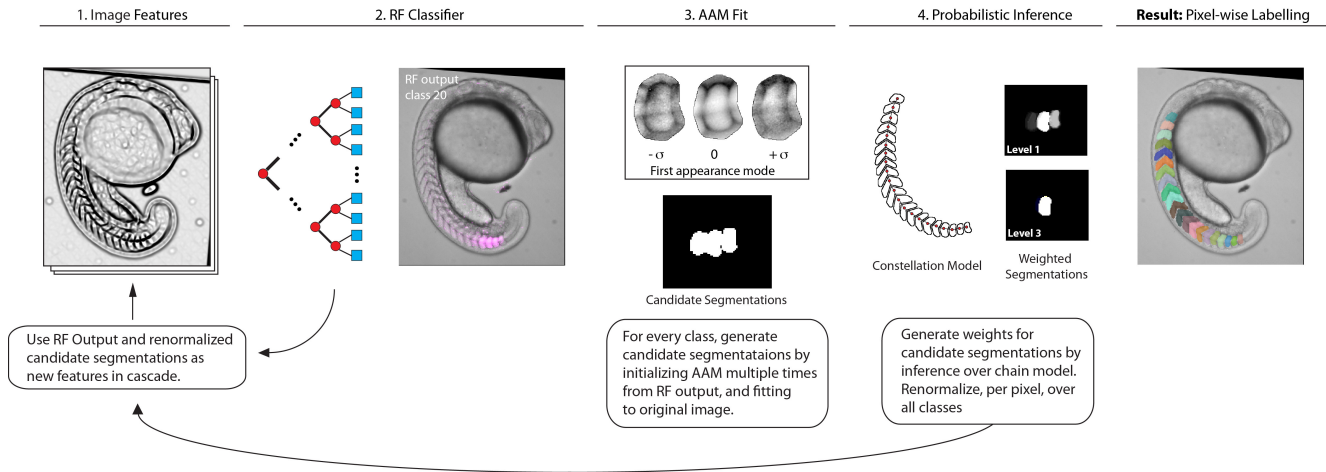 1. Image Features
2. RF Classifier
3. AAM Fit
4. Probabilistic Inference
Result: Pixel-wise Labelling
RF output
class 20
-σ
0
+σ
First appearance mode
Candidate Segmentations
Constellation Model
Level 1
Level 3
Weighted
Segmentations
Use RF Output and renormalized
candidate segmentations as
new features in cascade.
For every class, generate
candidate segmentataions by
initializing AAM multiple times
from RF output, and fitting
to original image.
Generate weights for
candidate segmentations by
inference over chain model.
Renormalize, per pixel, over
all classes